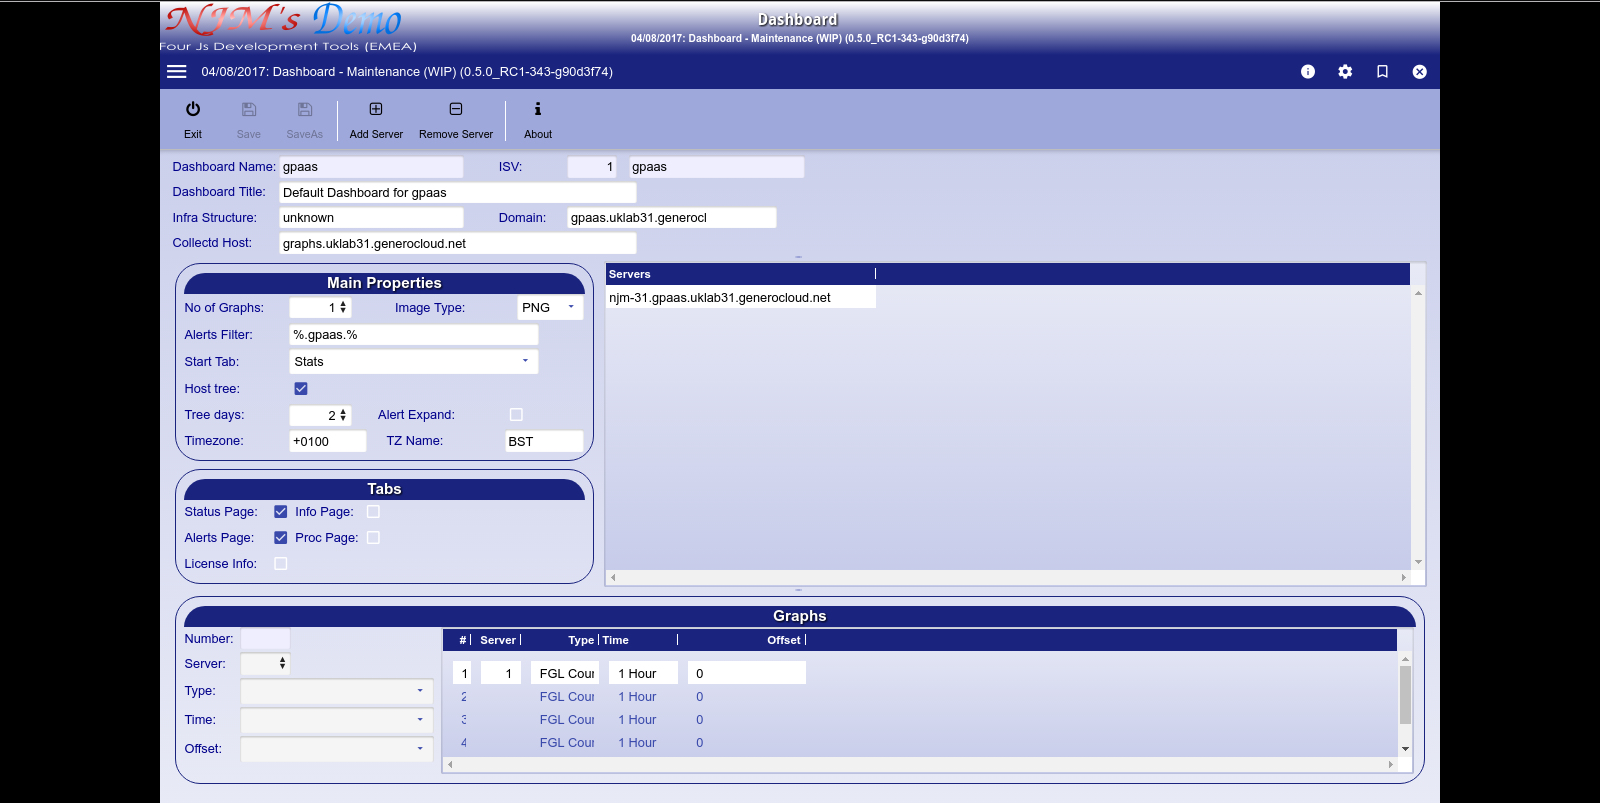 NJM's Demo
Four Js Development Tools (EMEA)
Dashboard
04/08/2017: Dashboard - Maintenance (WIP) (0.5.0_RC1-343-g90d3f74)
04/08/2017: Dashboard - Maintenance (WIP) (0.5.0_RC1-343-g90d3f74)
Exit Save SaveAs Add Server Remove Server About
Dashboard Name: gpaas ISV: 1 gpaas
Dashboard Title: Default Dashboard for gpaas
Infra Structure: unknown Domain: gpaas.uklab31.generocl
Collectd Host: graphs.uklab31.generocloud.net
Main Properties
No of Graphs: 1 Image Type: PNG
Alerts Filter: %.gpaas.%
Start Tab: Stats
Host tree:
Tree days: 2 Alert Expand:
Timezone: +0100 TZ Name: BST
Servers
njm-31.gpaas.uklab31.generocloud.net
Tabs
Status Page: Info Page:
Alerts Page: Proc Page:
License Info:
Graphs
Number:
Server:
Type:
Time:
Offset:
# Server Type Time Offset
1 1 FGL Cour 1 Hour 0
2 FGL Cour 1 Hour 0
3 FGL Cour 1 Hour 0
4 FGL Cour 1 Hour 0